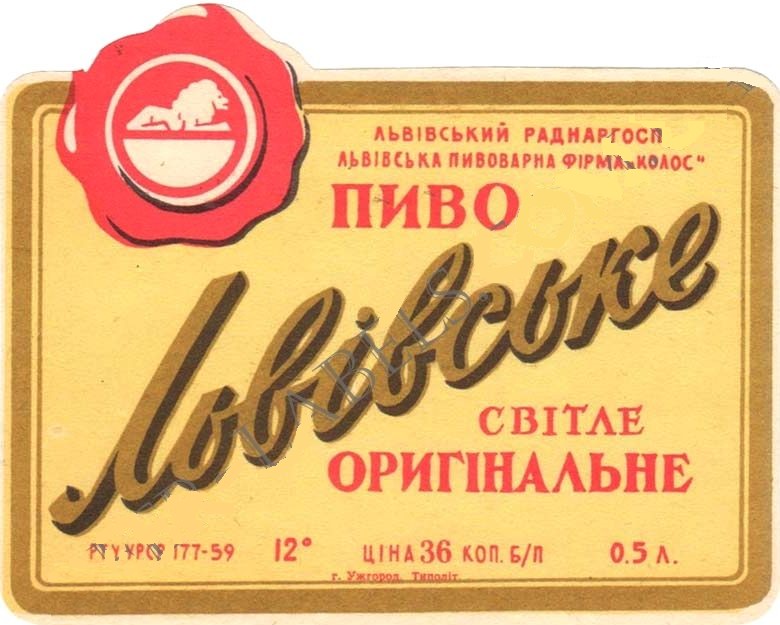 ЛЬВІВСЬКИЙ РАДНАРГОСП
ЛЬВІВСЬКА ПИВОВАРНА ФІРМА „КОЛОС"
ПИВО
Львівське
СВІТЛЕ
ОРИГІНАЛЬНЕ
РТУ УРСР 177-59 12° ЦІНА 36 КОП. Б/П 0.5 Л.
г. Ужгород, Типоліт.
LABELS